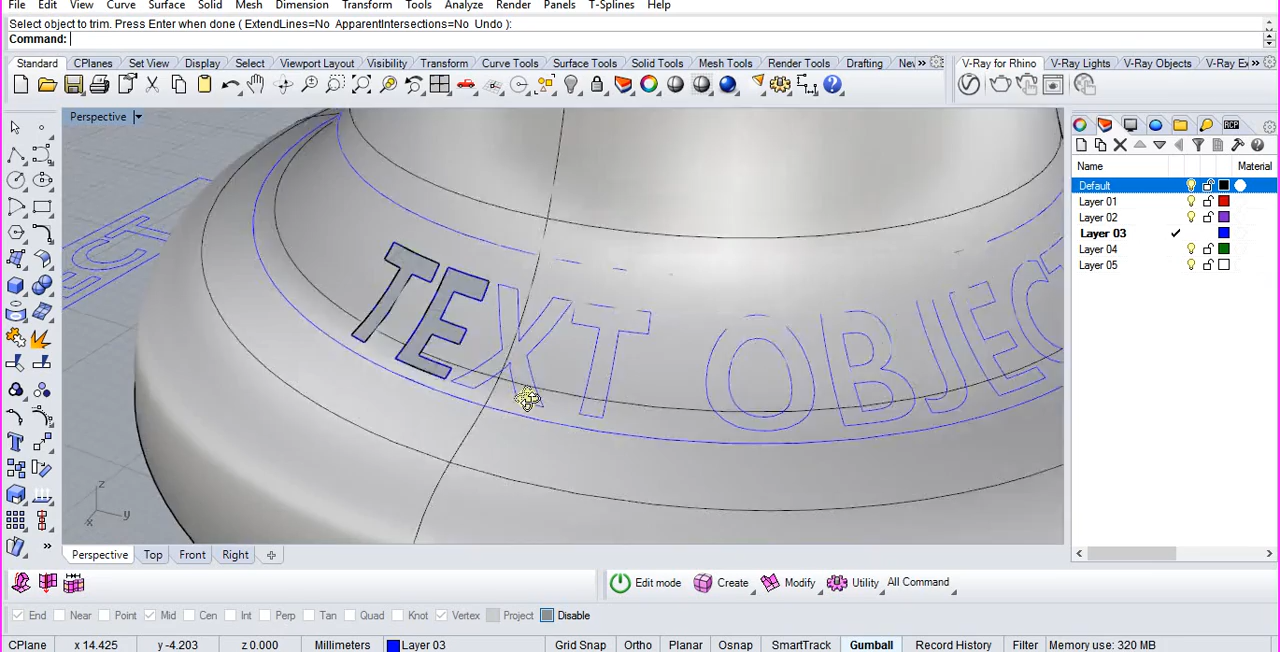 File Edit View Curve Surface Solid Mesh Dimension Transform Tools Analyze Render Panels T-Splines Help
Select object to trim. Press Enter when done ( ExtendLines=No ApparentIntersections=No Undo ):
Command:
Standard CPlanes Set View Display Select Viewport Layout Visibility Transform Curve Tools Surface Tools Solid Tools Mesh Tools Render Tools Drafting Nev »
V-Ray for Rhino V-Ray Lights V-Ray Objects V-Ray Ex »
Perspective
RCP
Name Material
Default
Layer 01
Layer 02
Layer 03
Layer 04
Layer 05
TEXT OBJEC
ECT
z
x y
Perspective Top Front Right
Edit mode Create Modify Utility All Command
End Near Point Mid Cen Int Perp Tan Quad Knot Vertex Project Disable
CPlane x 14.425 y -4.203 z 0.000 Millimeters Layer 03 Grid Snap Ortho Planar Osnap SmartTrack Gumball Record History Filter Memory use: 320 MB